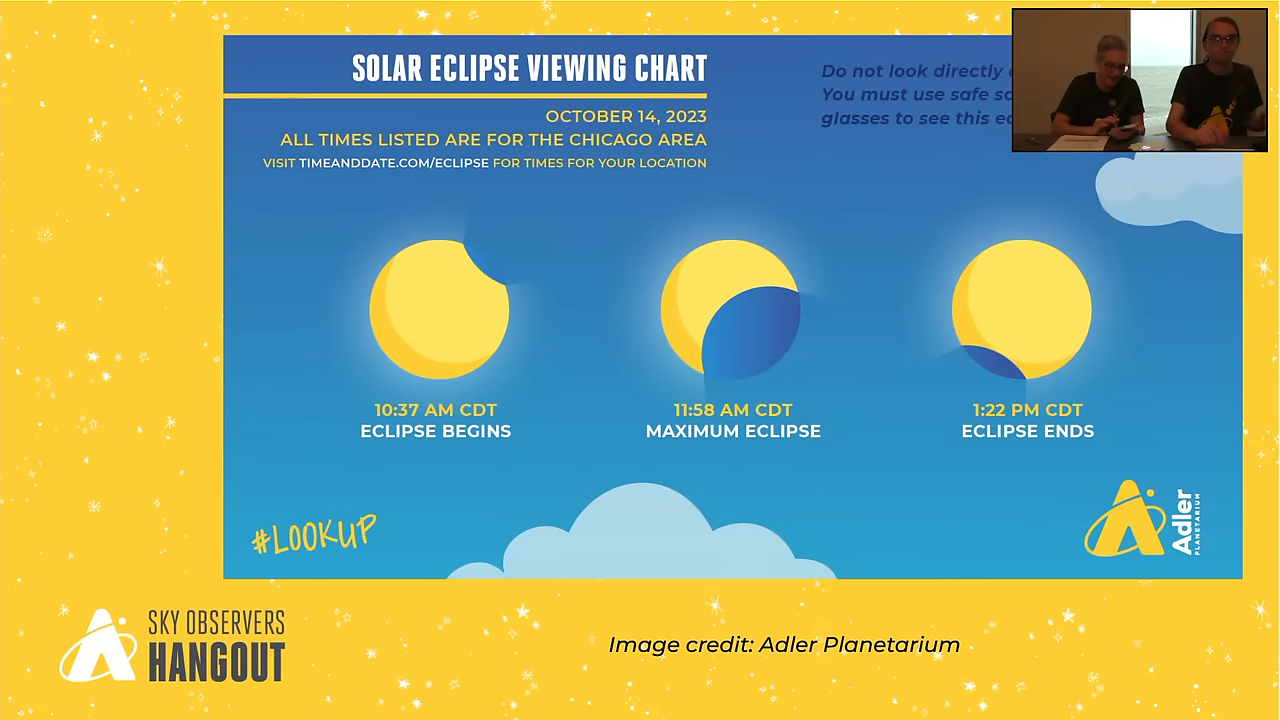 SOLAR ECLIPSE VIEWING CHART
OCTOBER 14, 2023
ALL TIMES LISTED ARE FOR THE CHICAGO AREA
VISIT TIMEANDDATE.COM/ECLIPSE FOR TIMES FOR YOUR LOCATION
Do not look directly
You must use safe
glasses to see this
10:37 AM CDT
ECLIPSE BEGINS
11:58 AM CDT
MAXIMUM ECLIPSE
1:22 PM CDT
ECLIPSE ENDS
#LOOKUP
Adler
PLANETARIUM
SKY OBSERVERS
HANGOUT
Image credit: Adler Planetarium